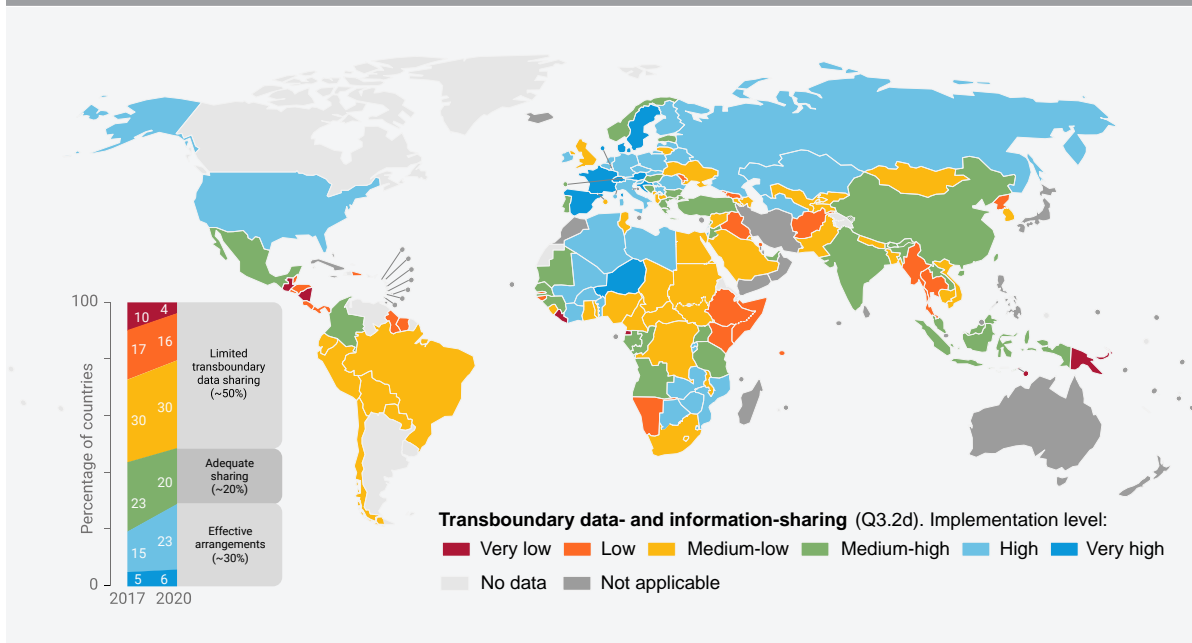 100
Percentage of countries
0
10 4
17 16
30 30
23 20
15 23
5 6
2017 2020
Limited
transboundary
data sharing
(~50%)
Adequate
sharing
(~20%)
Effective
arrangements
(~30%)
Transboundary data- and information-sharing (Q3.2d). Implementation level:
Very low Low Medium-low Medium-high High Very high
No data Not applicable